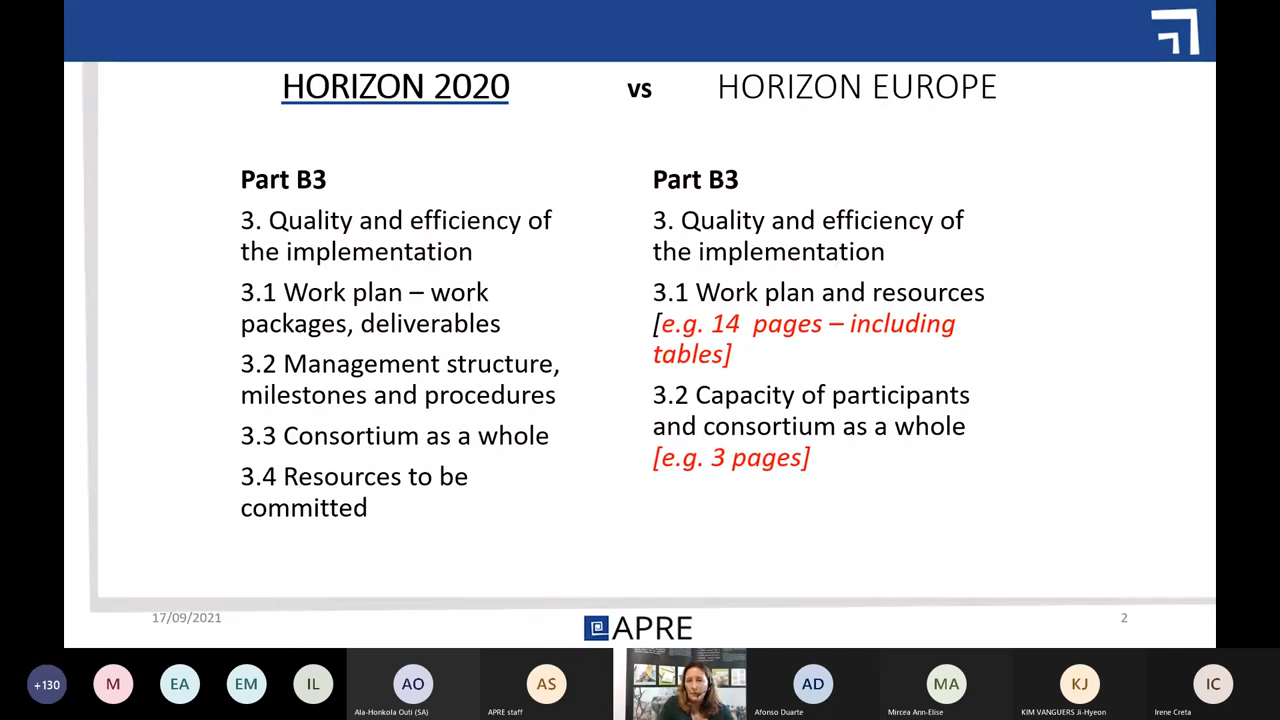 HORIZON 2020 vs HORIZON EUROPE
Part B3
3. Quality and efficiency of
the implementation
3.1 Work plan – work
packages, deliverables
3.2 Management structure,
milestones and procedures
3.3 Consortium as a whole
3.4 Resources to be
committed
Part B3
3. Quality and efficiency of
the implementation
3.1 Work plan and resources
[e.g. 14 pages – including
tables]
3.2 Capacity of participants
and consortium as a whole
[e.g. 3 pages]
17/09/2021
APRE
2
+130
M
EA
EM
IL
AO
Ala-Honkola Outi (SA)
AS
APRE staff
AD
Afonso Duarte
MA
Mircea Ann-Elise
KJ
KIM VANGUERS Ji-Hyeon
IC
Irene Creta